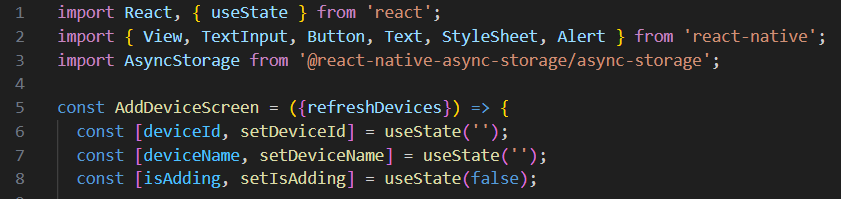 1 import React, { useState } from 'react';
2 import { View, TextInput, Button, Text, StyleSheet, Alert } from 'react-native';
3 import AsyncStorage from '@react-native-async-storage/async-storage';
4
5 const AddDeviceScreen = ({refreshDevices}) => {
6 const [deviceId, setDeviceId] = useState('');
7 const [deviceName, setDeviceName] = useState('');
8 const [isAdding, setIsAdding] = useState(false);